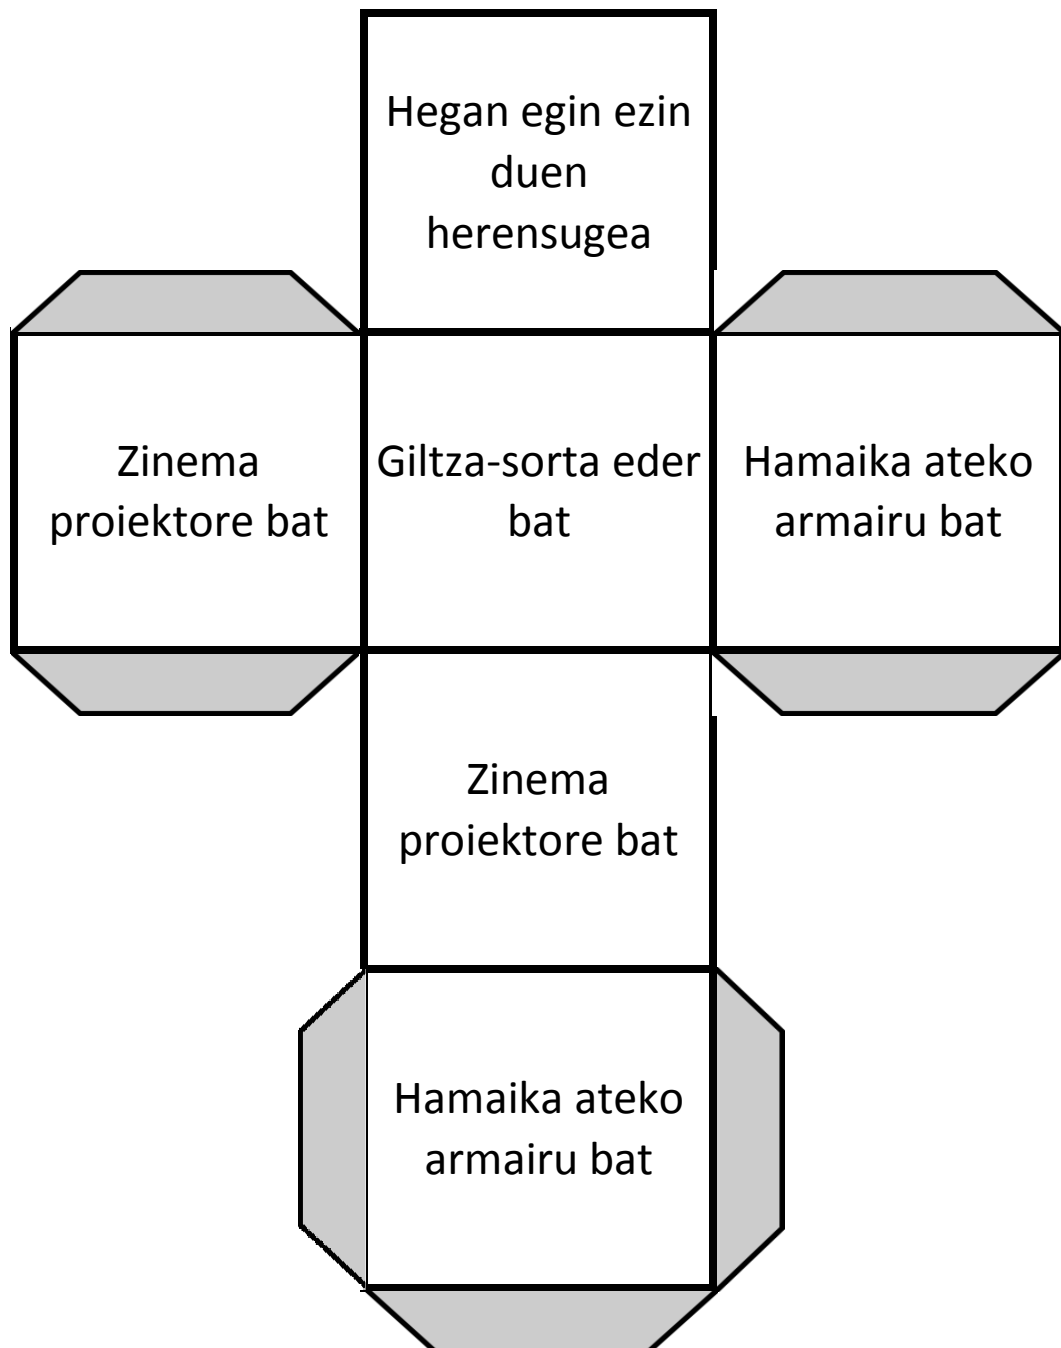 Hegan egin ezin
duen
herensugea
Zinema
proiektore bat
Giltza-sorta eder
bat
Hamaika ateko
armairu bat
Zinema
proiektore bat
Hamaika ateko
armairu bat